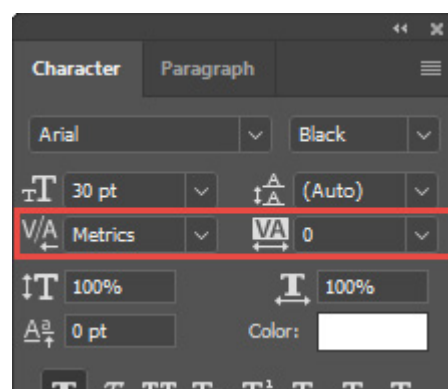 Character Paragraph
Arial Black
30 pt (Auto)
V/A Metrics VA 0
100% 100%
0 pt Color: